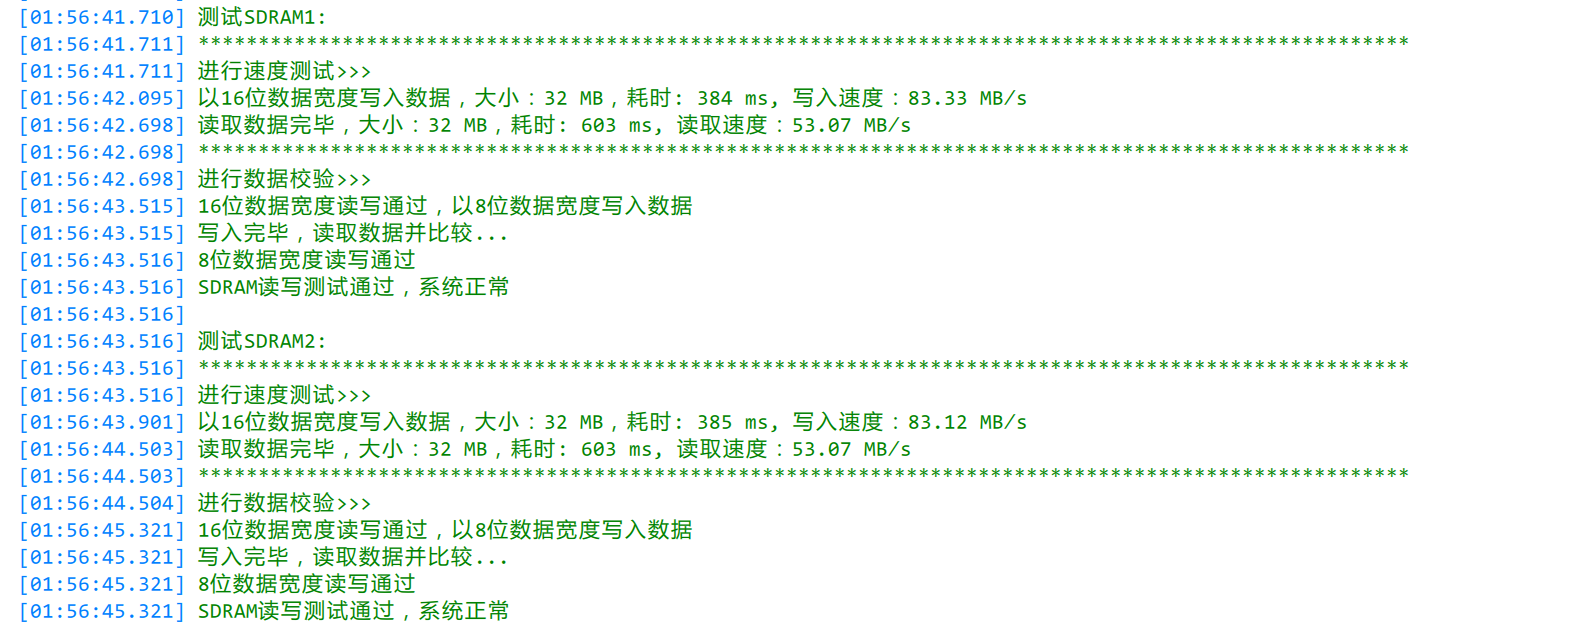 [01:56:41.710] 测试SDRAM1:
[01:56:41.711] *****************************************************************************************************
[01:56:41.711] 进行速度测试>>>
[01:56:42.095] 以16位数据宽度写入数据，大小：32 MB，耗时: 384 ms, 写入速度：83.33 MB/s
[01:56:42.698] 读取数据完毕，大小：32 MB，耗时: 603 ms, 读取速度：53.07 MB/s
[01:56:42.698] *****************************************************************************************************
[01:56:42.698] 进行数据校验>>>
[01:56:43.515] 16位数据宽度读写通过，以8位数据宽度写入数据
[01:56:43.515] 写入完毕，读取数据并比较...
[01:56:43.516] 8位数据宽度读写通过
[01:56:43.516] SDRAM读写测试通过，系统正常
[01:56:43.516]
[01:56:43.516] 测试SDRAM2:
[01:56:43.516] *****************************************************************************************************
[01:56:43.516] 进行速度测试>>>
[01:56:43.901] 以16位数据宽度写入数据，大小：32 MB，耗时: 385 ms, 写入速度：83.12 MB/s
[01:56:44.503] 读取数据完毕，大小：32 MB，耗时: 603 ms, 读取速度：53.07 MB/s
[01:56:44.503] *****************************************************************************************************
[01:56:44.504] 进行数据校验>>>
[01:56:45.321] 16位数据宽度读写通过，以8位数据宽度写入数据
[01:56:45.321] 写入完毕，读取数据并比较...
[01:56:45.321] 8位数据宽度读写通过
[01:56:45.321] SDRAM读写测试通过，系统正常